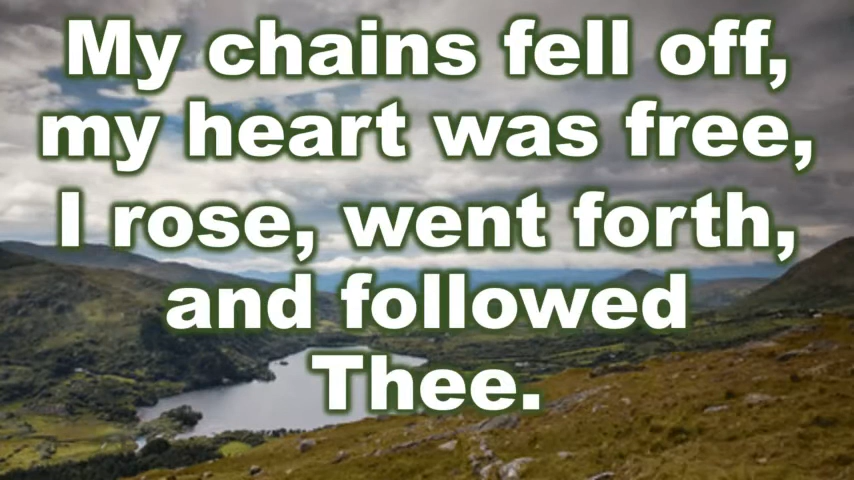 My chains fell off,
my heart was free,
I rose, went forth,
and followed
Thee.